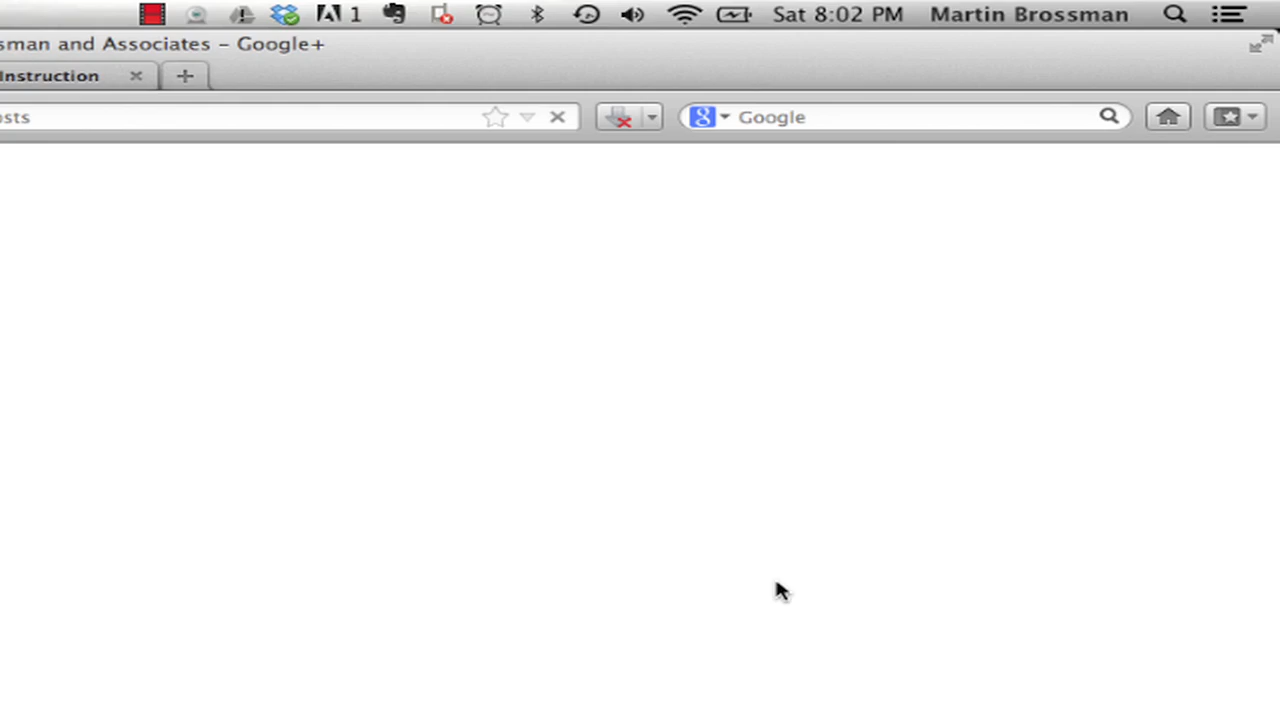 1 Sat 8:02 PM Martin Brossman
sman and Associates – Google+
Instruction
sts Google